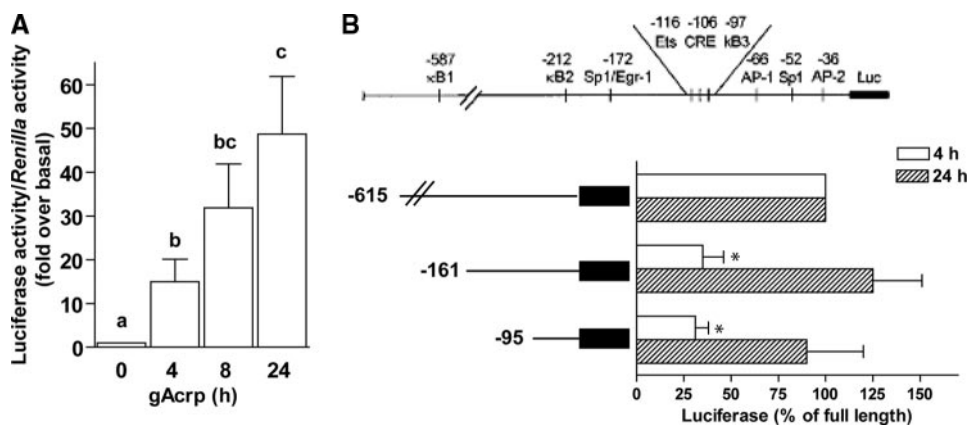 A
Luciferase activity/Renilla activity
(fold over basal)
60
50
40
30
20
10
0
a
b
bc
c
0 4 8 24
gAcrp (h)
B
-116 -106 -97
Ets CRE kB3
-587 -212 -172 -66 -52 -36
κB1 κB2 Sp1/Egr-1 AP-1 Sp1 AP-2 Luc
4 h
24 h
-615
-161
*
-95
*
0 25 50 75 100 125 150
Luciferase (% of full length)